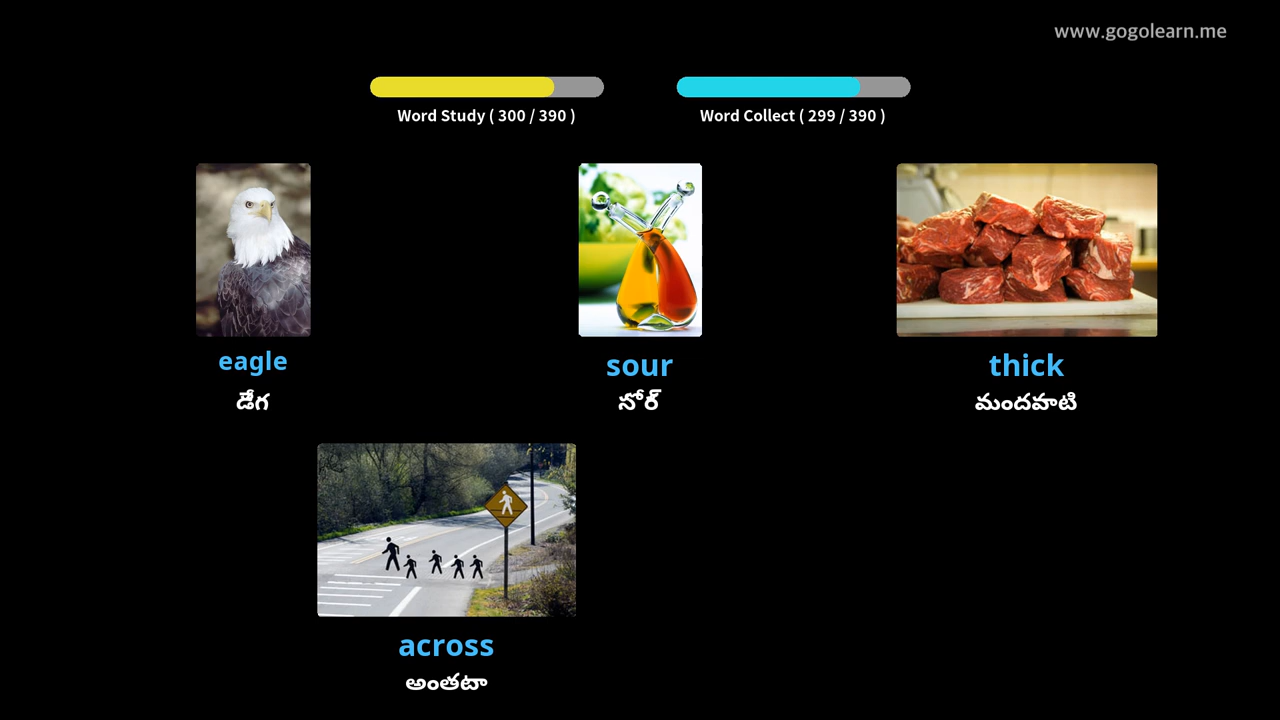 www.gogolearn.me
Word Study ( 300 / 390 )
Word Collect ( 299 / 390 )
eagle
sour
thick
డేగ
సోర్
మందపాటి
across
అంతటా